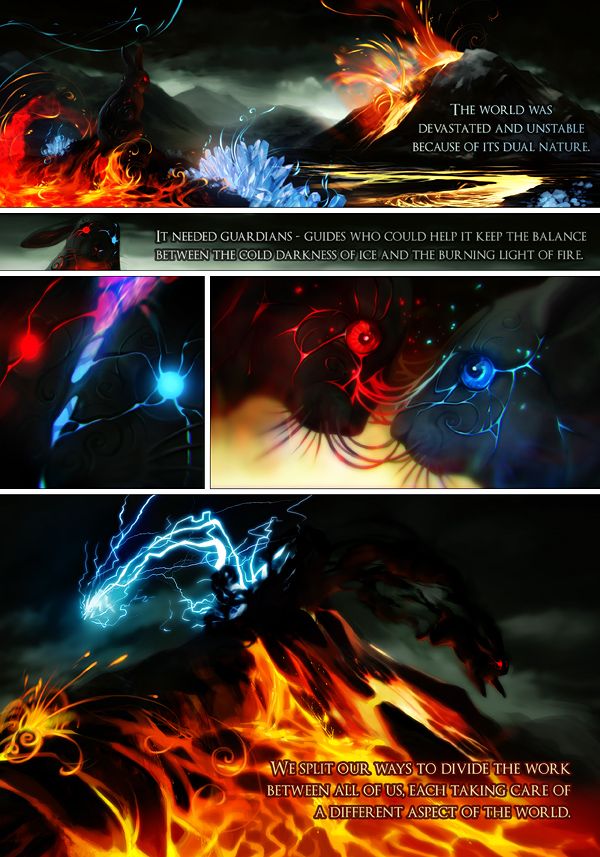 The world was
devastated and unstable
because of its dual nature.
It needed guardians - guides who could help it keep the balance
between the cold darkness of ice and the burning light of fire.
We split our ways to divide the work
between all of us, each taking care of
a different aspect of the world.